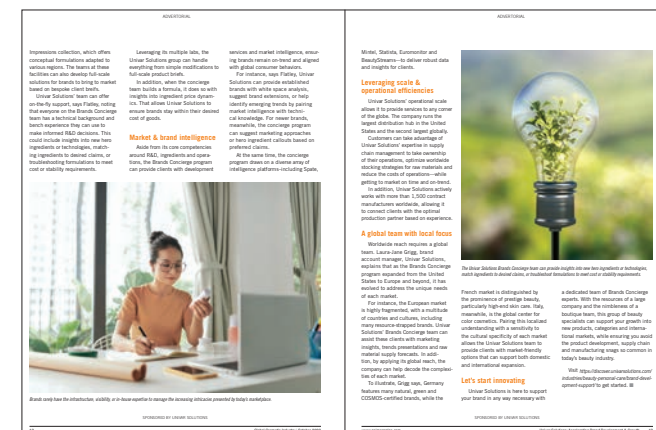 ADVERTORIAL
Impressions collection, which offers
conceptual formulations adapted to
various regions. The teams at these
facilities can also develop full-scale
solutions for brands to bring to market
based on bespoke client briefs.
Univar Solutions' team can offer
on-the-fly support, says Flatley, noting
that everyone on the Brands Concierge
team has a technical background and
bench experience they can use to
make informed R&D decisions. This
could include insights into new hero
ingredients or technologies, match-
ing ingredients to desired claims, or
troubleshooting formulations to meet
cost or stability requirements.
Leveraging its multiple labs, the
Univar Solutions group can handle
everything from simple modifications to
full-scale product briefs.
In addition, when the concierge
team builds a formula, it does so with
insights into ingredient price dynam-
ics. That allows Univar Solutions to
ensure brands stay within their desired
cost of goods.
Market & brand intelligence
Aside from its core competencies
around R&D, ingredients and opera-
tions, the Brands Concierge program
can provide clients with development
services and market intelligence, ensur-
ing brands remain on-trend and aligned
with global consumer behaviors.
For instance, says Flatley, Univar
Solutions can provide established
brands with white space analysis,
suggest brand extensions, or help
identify emerging trends by pairing
market intelligence with techni-
cal knowledge. For newer brands,
meanwhile, the concierge program
can suggest marketing approaches
or hero ingredient callouts based on
preferred claims.
At the same time, the concierge
program draws on a diverse array of
intelligence platforms—including Spate,
Brands rarely have the infrastructure, visibility, or in-house expertise to manage the increasing intricacies presented by today's marketplace.
SPONSORED BY UNIVAR SOLUTIONS
ADVERTORIAL
Mintel, Statista, Euromonitor and
BeautyStreams—to deliver robust data
and insights for clients.
Leveraging scale &
operational efficiencies
Univar Solutions' operational scale
allows it to provide services to any corner
of the globe. The company runs the
largest distribution hub in the United
States and the second largest globally.
Customers can take advantage of
Univar Solutions' expertise in supply
chain management to take ownership
of their operations, optimize worldwide
stocking strategies for raw materials and
reduce the costs of operations—while
getting to market on time and on-trend.
In addition, Univar Solutions actively
works with more than 1,500 contract
manufacturers worldwide, allowing it
to connect clients with the optimal
production partner based on experience.
A global team with local focus
Worldwide reach requires a global
team. Laura-Jane Grigg, brand
account manager, Univar Solutions,
explains that as the Brands Concierge
program expanded from the United
States to Europe and beyond, it has
evolved to address the unique needs
of each market.
For instance, the European market
is highly fragmented, with a multitude
of countries and cultures, including
many resource-strapped brands. Univar
Solutions' Brands Concierge team can
assist these clients with marketing
insights, trends presentations and raw
material supply forecasts. In addi-
tion, by applying its global reach, the
company can help decode the complexi-
ties of each market.
To illustrate, Grigg says, Germany
features many natural, green and
COSMOS-certified brands, while the
The Univar Solutions Brands Concierge team can provide insights into new hero ingredients or technologies,
match ingredients to desired claims, or troubleshoot formulations to meet cost or stability requirements.
French market is distinguished by
the prominence of prestige beauty,
particularly high-end skin care. Italy,
meanwhile, is the global center for
color cosmetics. Pairing this localized
understanding with a sensitivity to
the cultural specificity of each market
allows the Univar Solutions team to
provide clients with market-friendly
options that can support both domestic
and international expansion.
Let's start innovating
Univar Solutions is here to support
your brand in any way necessary with
a dedicated team of Brands Concierge
experts. With the resources of a large
company and the nimbleness of a
boutique team, this group of beauty
specialists can support your growth into
new products, categories and interna-
tional markets, while ensuring you avoid
the product development, supply chain
and manufacturing snags so common in
today's beauty industry.
Visit https://discover.univarsolutions.com/
industries/beauty-personal-care/brand-devel-
opment-support/ to get started.
SPONSORED BY UNIVAR SOLUTIONS